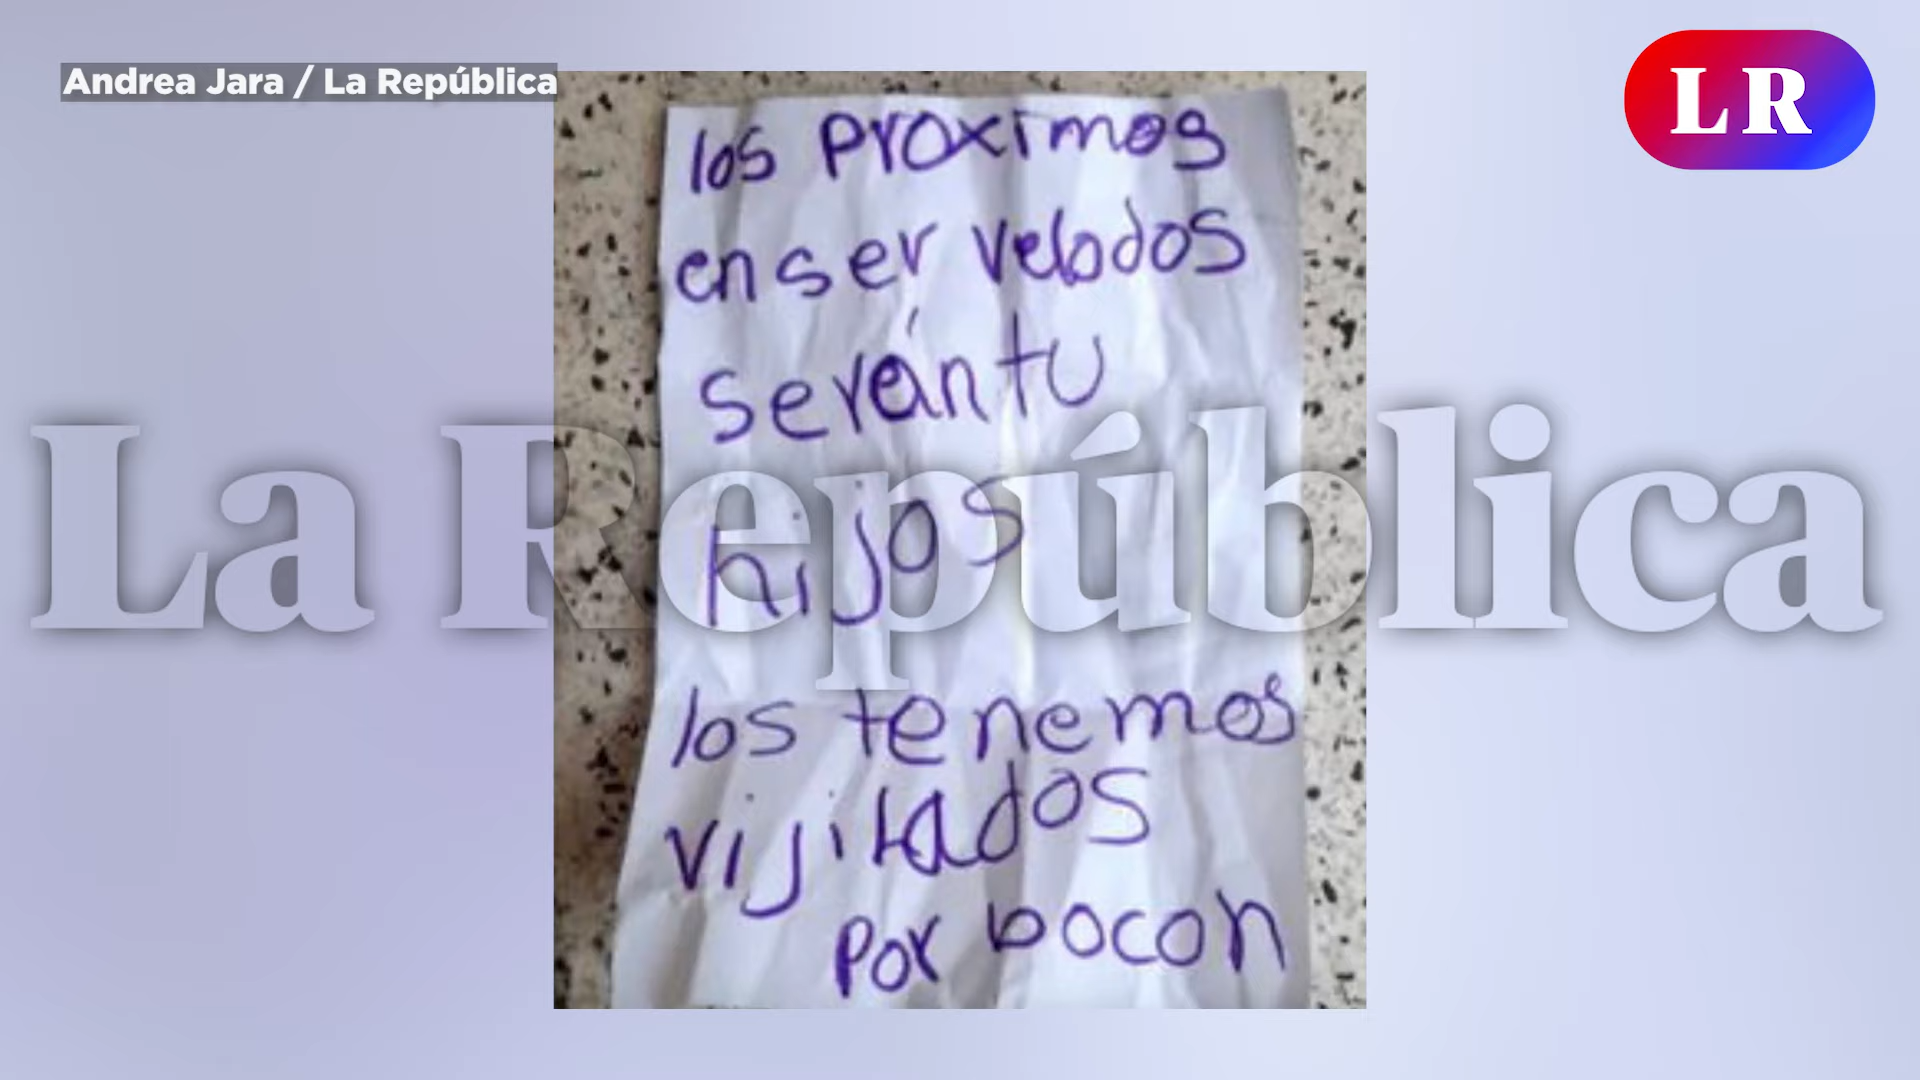 Andrea Jara / La República
LR
los proximos
en ser velados
serán tu
hijos
los tenemos
vijilados
por bocon
La República